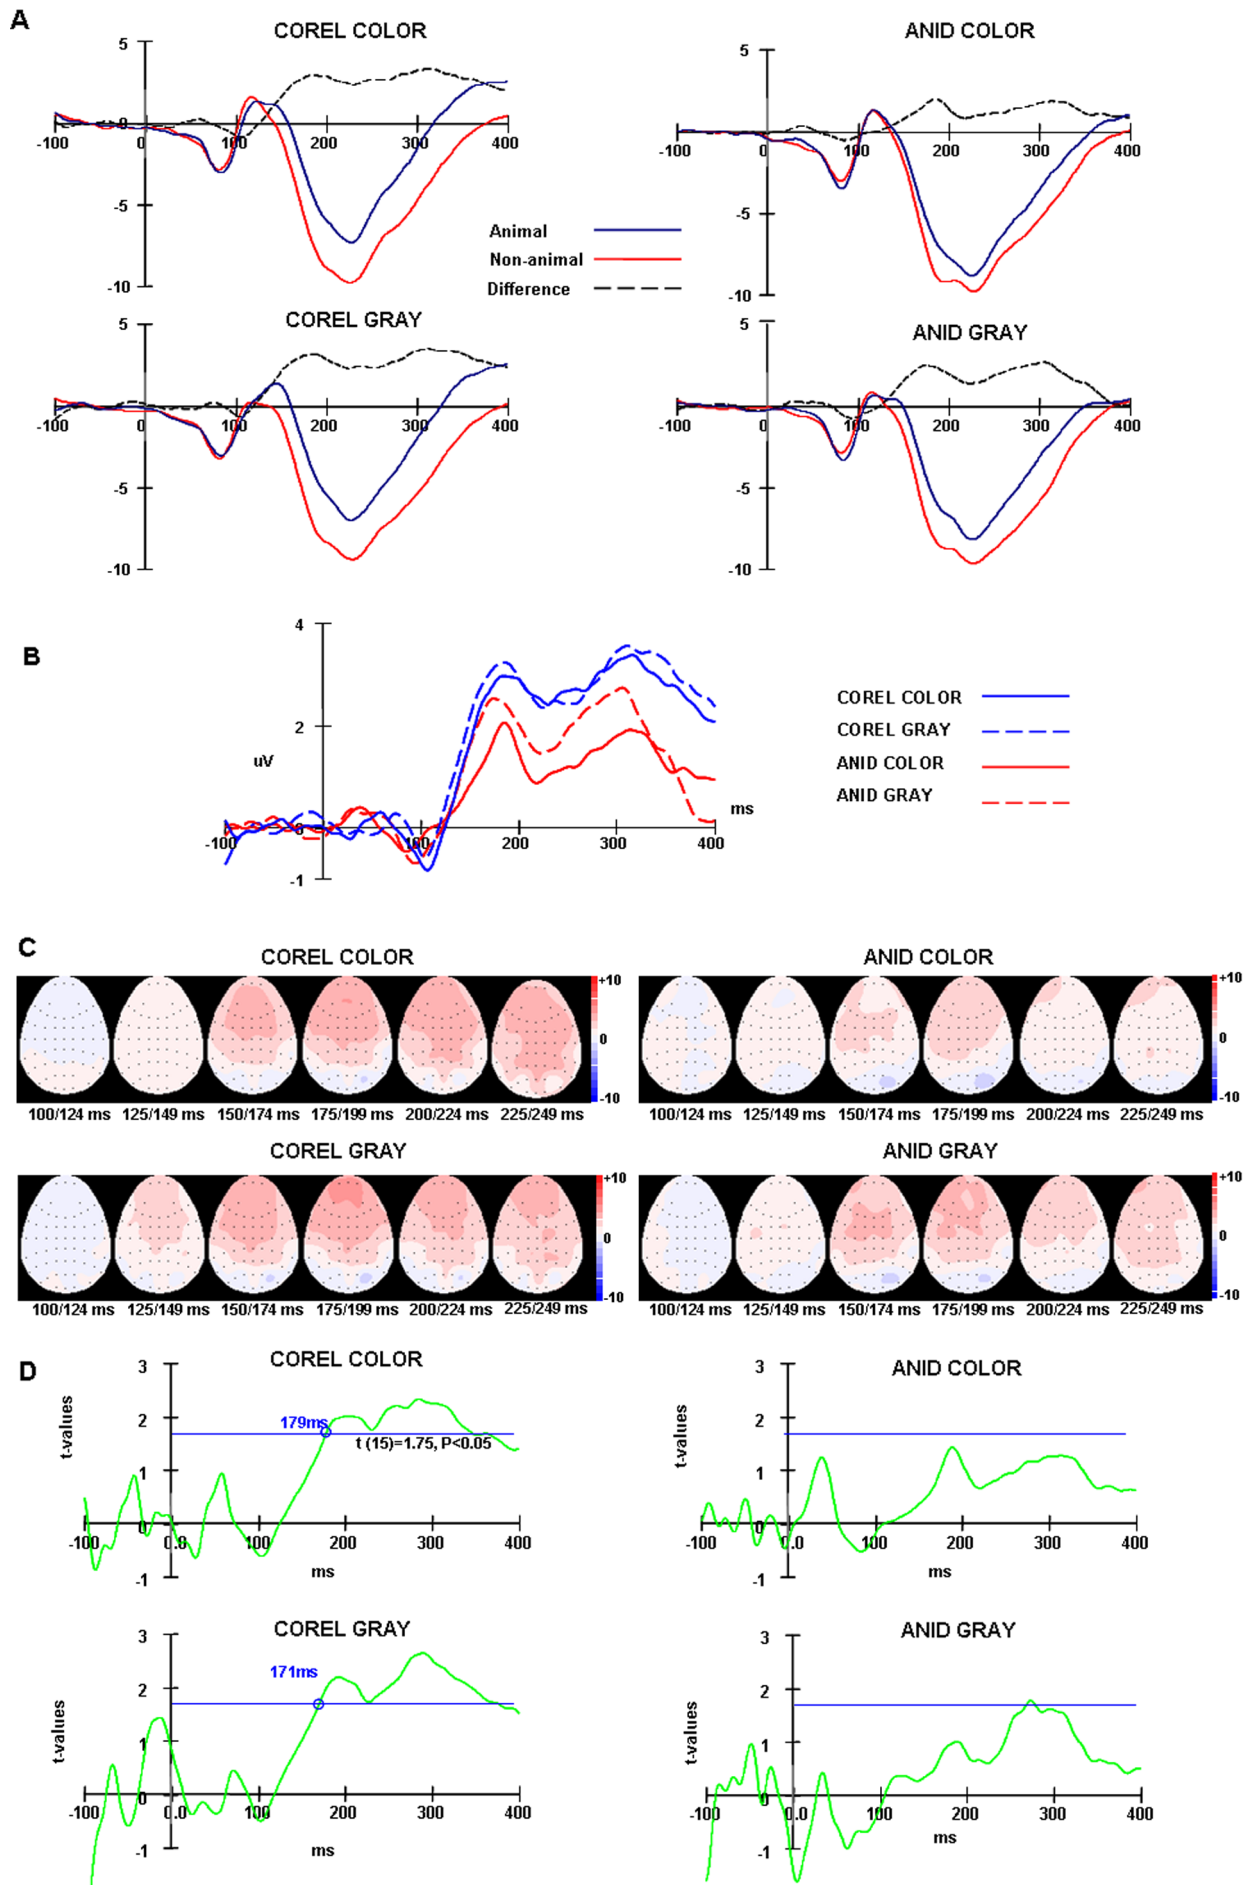 A
COREL COLOR
ANID COLOR
5
0
-5
-10
-100 0 100 200 300 400
5
-5
-10
-100 0 100 200 300 400
Animal
Non-animal
Difference
COREL GRAY
ANID GRAY
5
0
-5
-10
-100 0 100 200 300 400
5
-5
-10
-100 0 100 200 300 400
B
4
2
uV
0
-1
-100 100 200 300 400
ms
COREL COLOR
COREL GRAY
ANID COLOR
ANID GRAY
C
COREL COLOR
ANID COLOR
+10
0
-10
+10
0
-10
100/124 ms 125/149 ms 150/174 ms 175/199 ms 200/224 ms 225/249 ms
100/124 ms 125/149 ms 150/174 ms 175/199 ms 200/224 ms 225/249 ms
COREL GRAY
ANID GRAY
+10
0
-10
+10
0
-10
100/124 ms 125/149 ms 150/174 ms 175/199 ms 200/224 ms 225/249 ms
100/124 ms 125/149 ms 150/174 ms 175/199 ms 200/224 ms 225/249 ms
D
COREL COLOR
ANID COLOR
3
2
1
0
-1
t-values
179ms
t (15)=1.75, P<0.05
-100 0.0 100 200 300 400
ms
3
2
1
0
-1
t-values
-100 0.0 100 200 300 400
ms
COREL GRAY
ANID GRAY
3
2
1
0
-1
t-values
171ms
-100 0.0 100 200 300 400
ms
3
2
1
0
-1
t-values
-100 0.0 100 200 300 400
ms